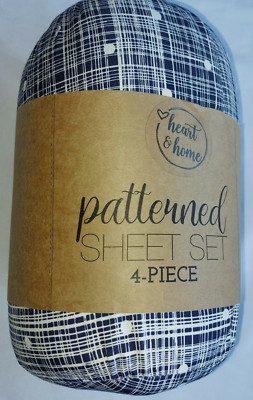 heart
& home
patterned
SHEET SET
4-PIECE